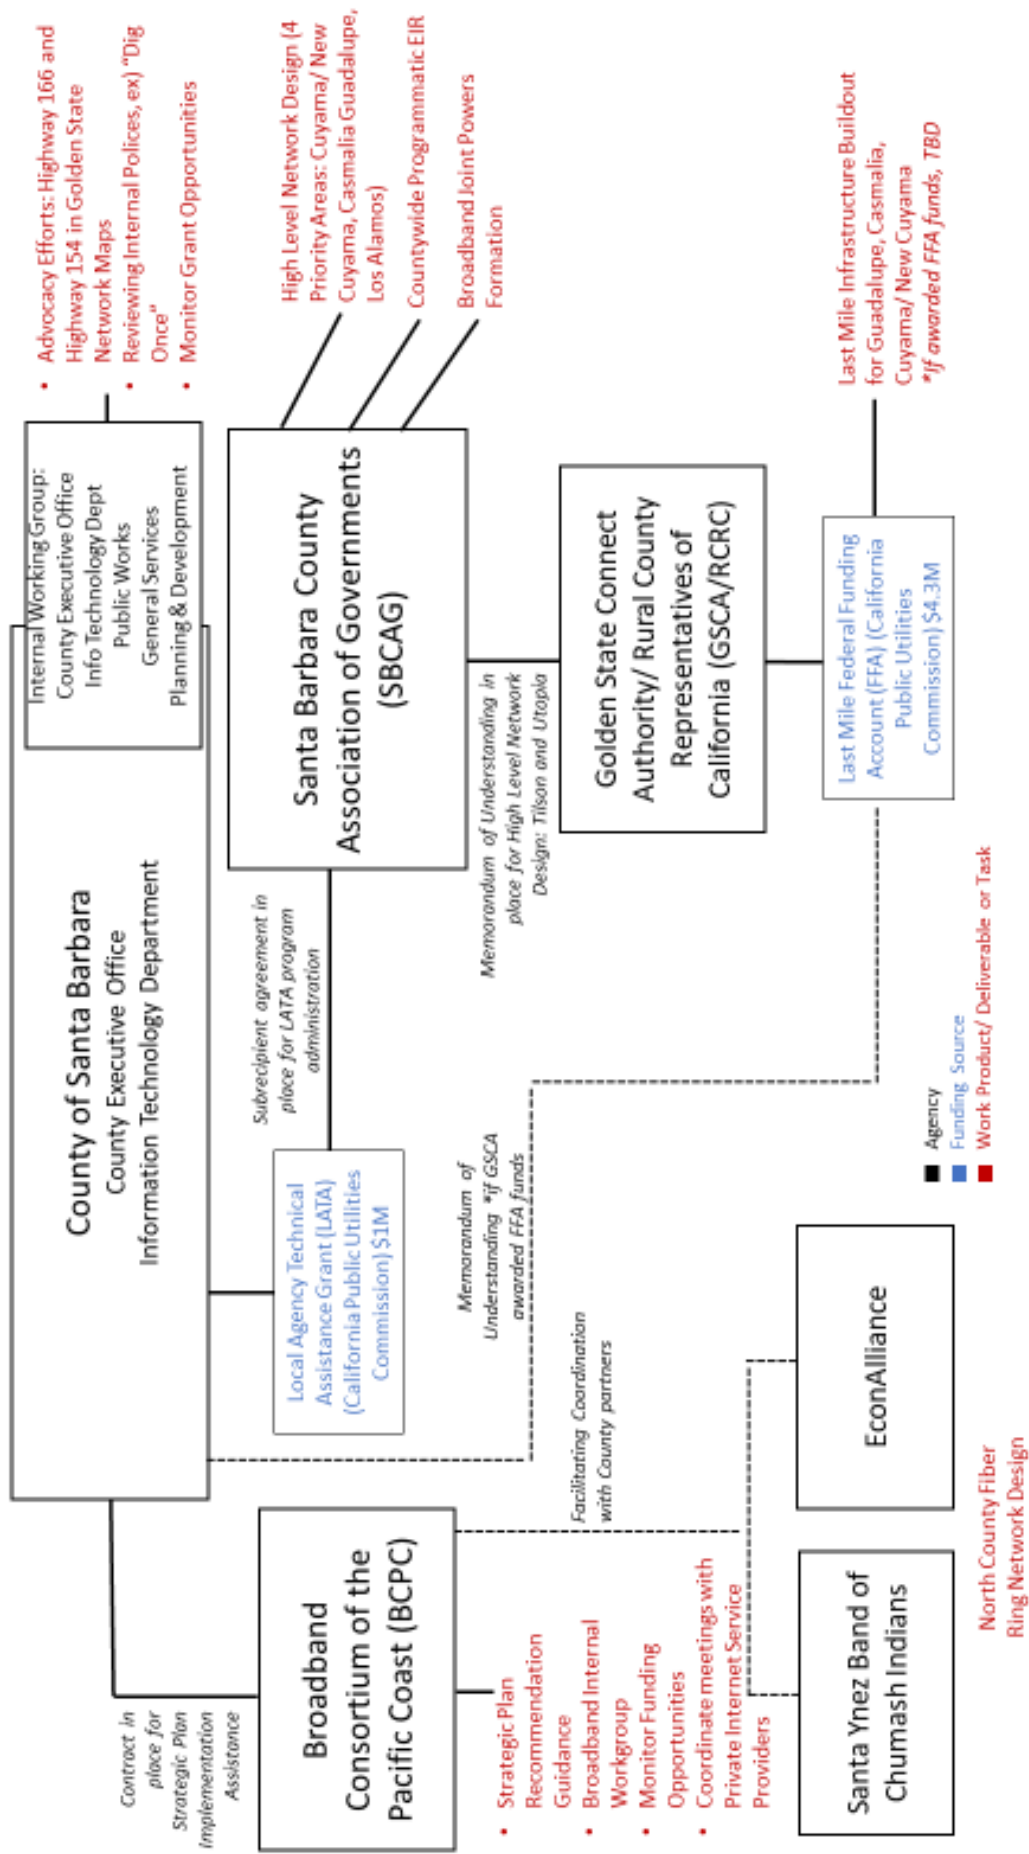 County of Santa Barbara
County Executive Office
Information Technology Department
Internal Working Group:
County Executive Office
Info Technology Dept
Public Works
General Services
Planning & Development
• Advocacy Efforts: Highway 166 and
Highway 154 in Golden State
Network Maps
• Reviewing Internal Polices, ex) “Dig
Once”
• Monitor Grant Opportunities
Contract in
place for
Strategic Plan
Implementation
Assistance
Broadband
Consortium of the
Pacific Coast (BCPC)
Local Agency Technical
Assistance Grant (LATA)
(California Public Utilities
Commission) $1M
Subrecipient agreement in
place for LATA program
administration
Santa Barbara County
Association of Governments
(SBCAG)
High Level Network Design (4
Priority Areas: Cuyama/ New
Cuyama, Casmalia Guadalupe,
Los Alamos)
Countywide Programmatic EIR
Broadband Joint Powers
Formation
• Strategic Plan
Recommendation
Guidance
• Broadband Internal
Workgroup
• Monitor Funding
Opportunities
• Coordinate meetings with
Private Internet Service
Providers
Facilitating Coordination
with County partners
Memorandum of
Understanding *if GSCA
awarded FFA funds
Memorandum of Understanding in
place for High Level Network
Design: Tilson and Utopia
Golden State Connect
Authority/ Rural County
Representatives of
California (GSCA/RCRC)
Santa Ynez Band of
Chumash Indians
EconAlliance
Last Mile Federal Funding
Account (FFA) (California
Public Utilities
Commission) $4.3M
Last Mile Infrastructure Buildout
for Guadalupe, Casmalia,
Cuyama/ New Cuyama
*If awarded FFA funds, TBD
North County Fiber
Ring Network Design
Agency
Funding Source
Work Product/ Deliverable or Task